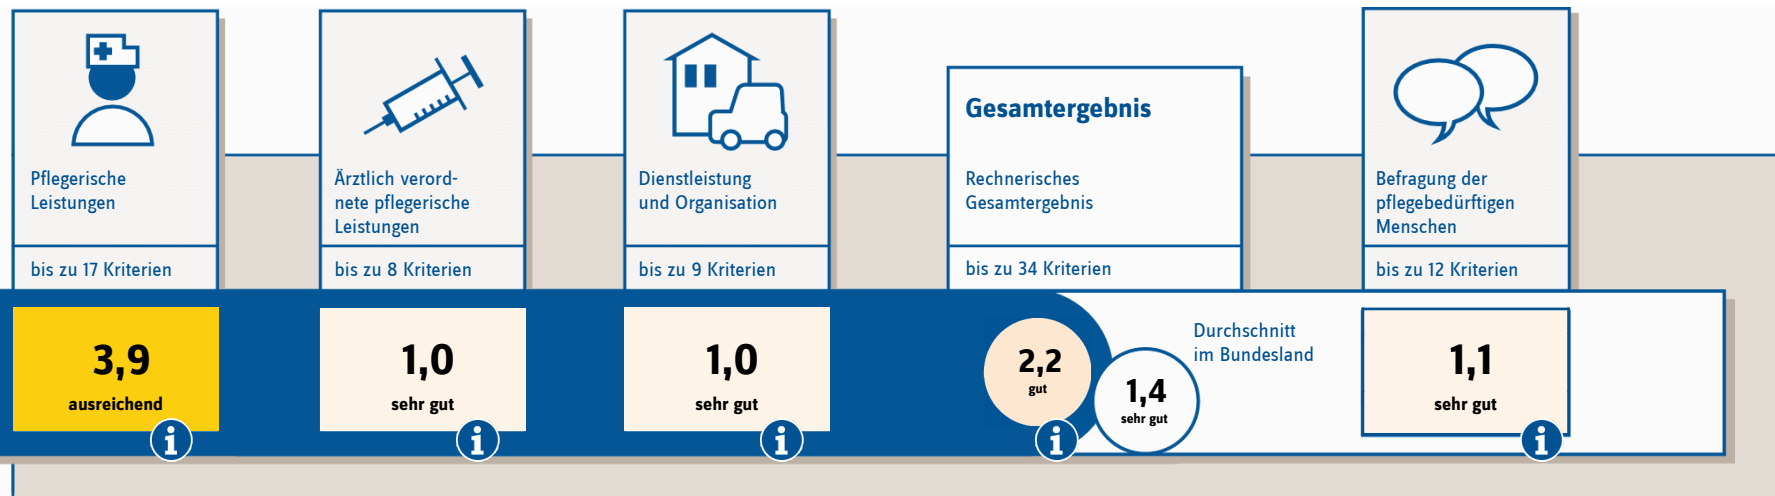 Pflegerische
Leistungen
bis zu 17 Kriterien
3,9
ausreichend
i
Ärztlich verord-
nete pflegerische
Leistungen
bis zu 8 Kriterien
1,0
sehr gut
i
Dienstleistung
und Organisation
bis zu 9 Kriterien
1,0
sehr gut
i
Gesamtergebnis
Rechnerisches
Gesamtergebnis
bis zu 34 Kriterien
2,2
gut
i
Durchschnitt
im Bundesland
1,4
sehr gut
Befragung der
pflegebedürftigen
Menschen
bis zu 12 Kriterien
1,1
sehr gut
i